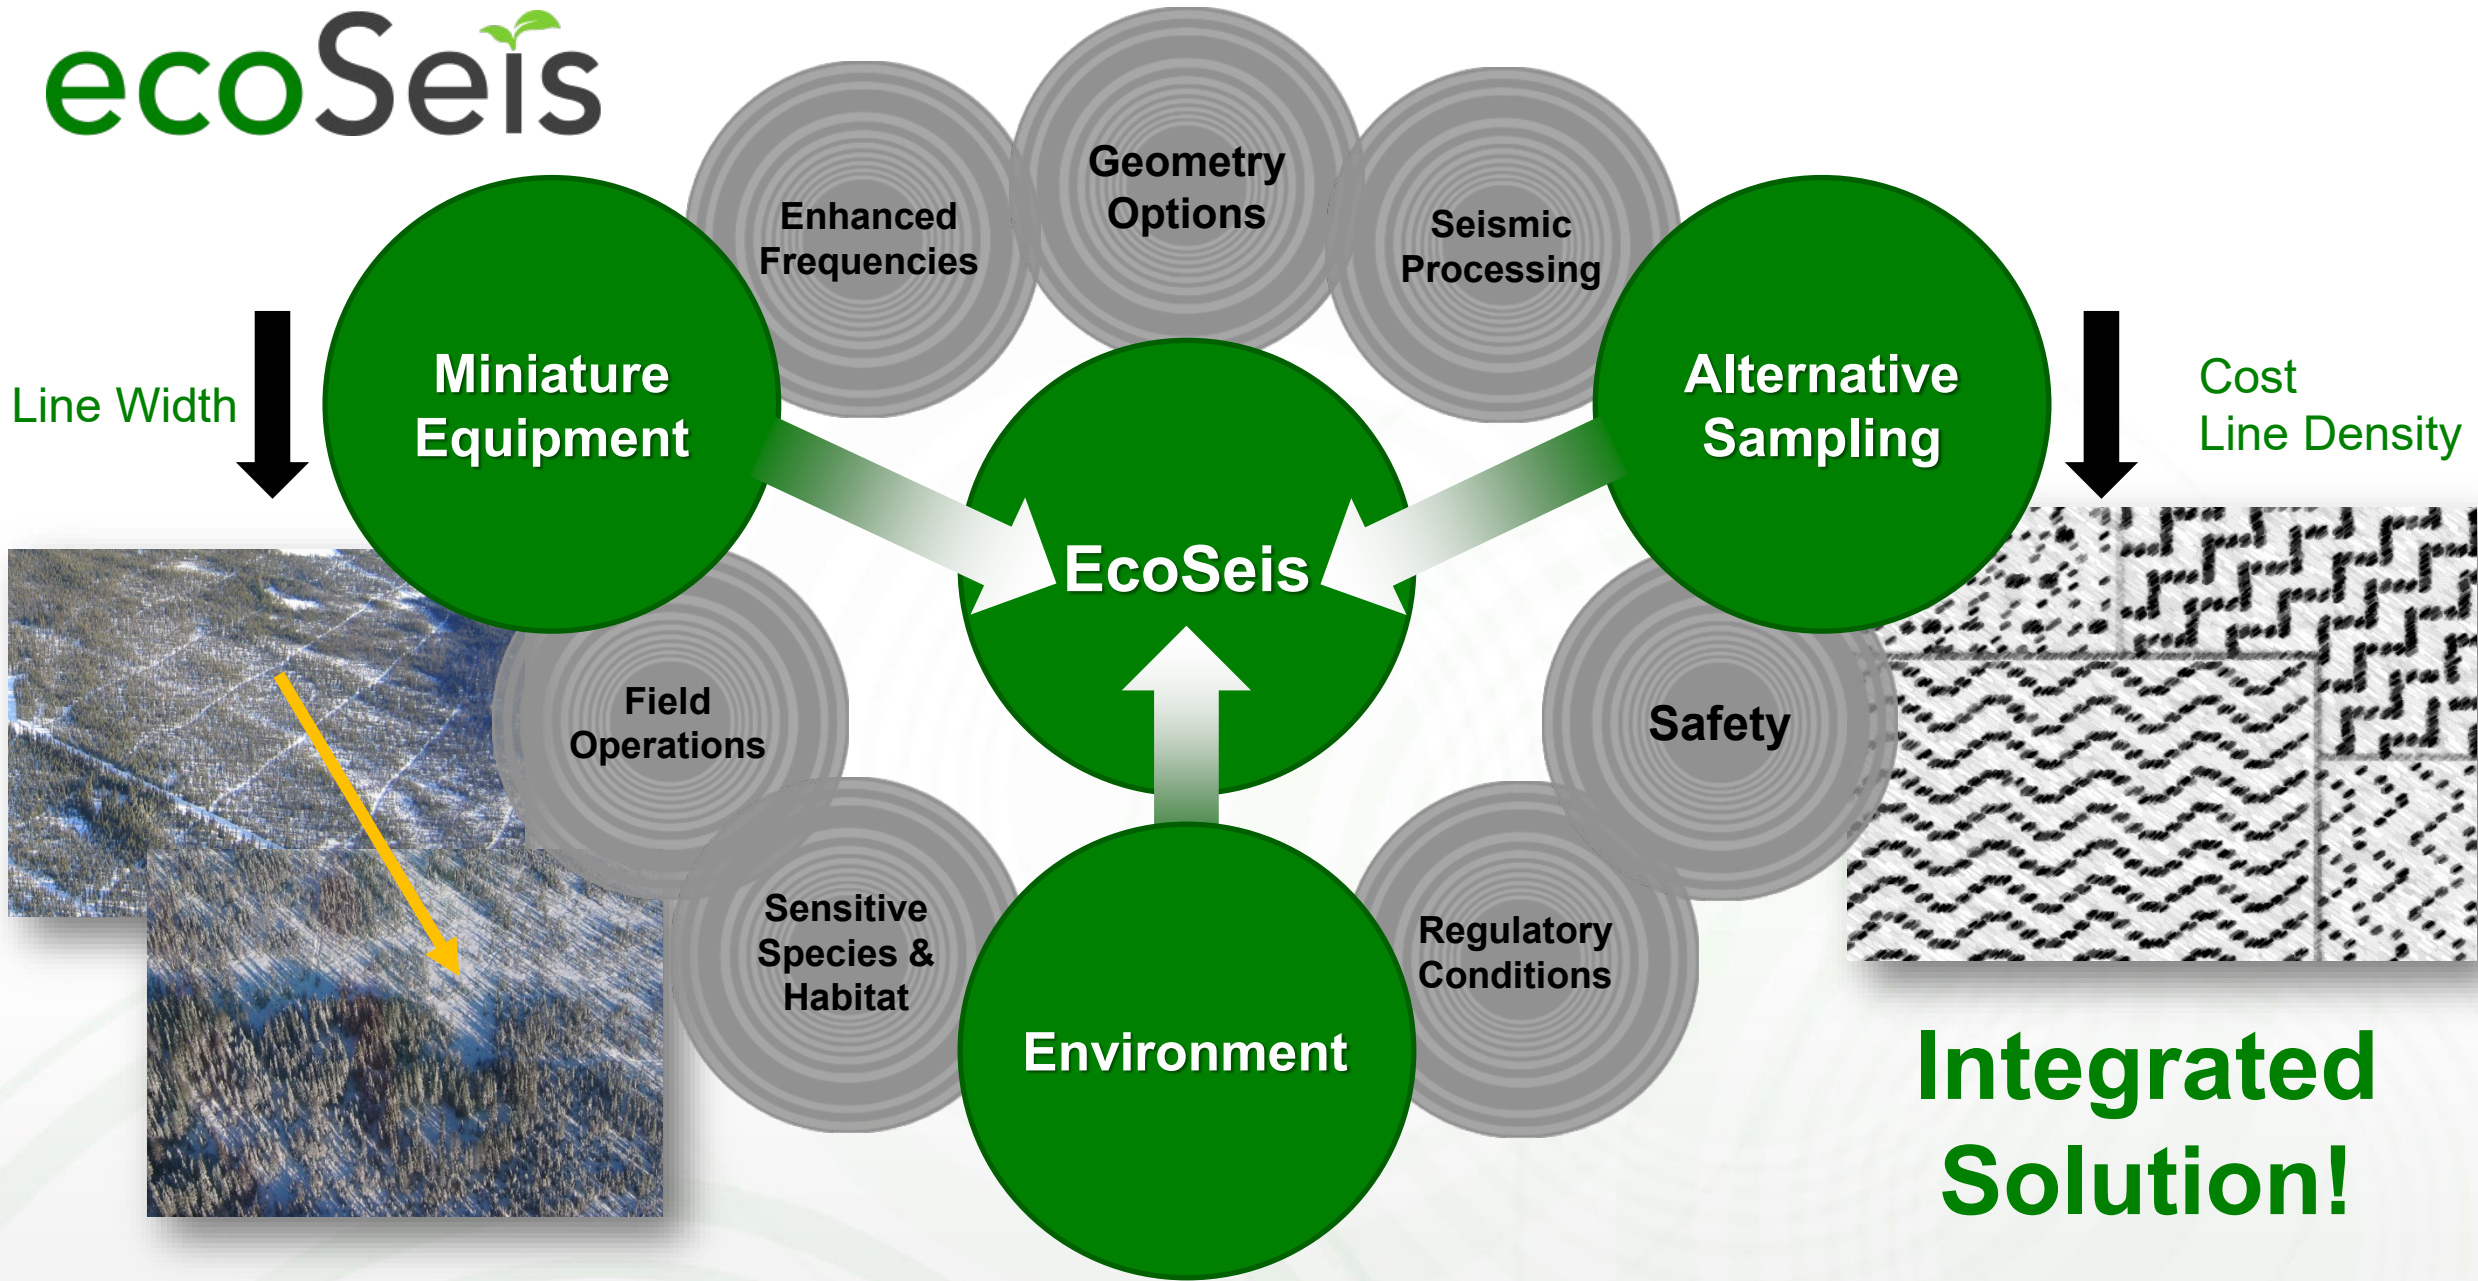 ecoSeis
Geometry
Options
Enhanced
Frequencies
Seismic
Processing
Miniature
Equipment
Alternative
Sampling
Line Width
Cost
Line Density
EcoSeis
Field
Operations
Safety
Sensitive
Species &
Habitat
Regulatory
Conditions
Environment
Integrated
Solution!